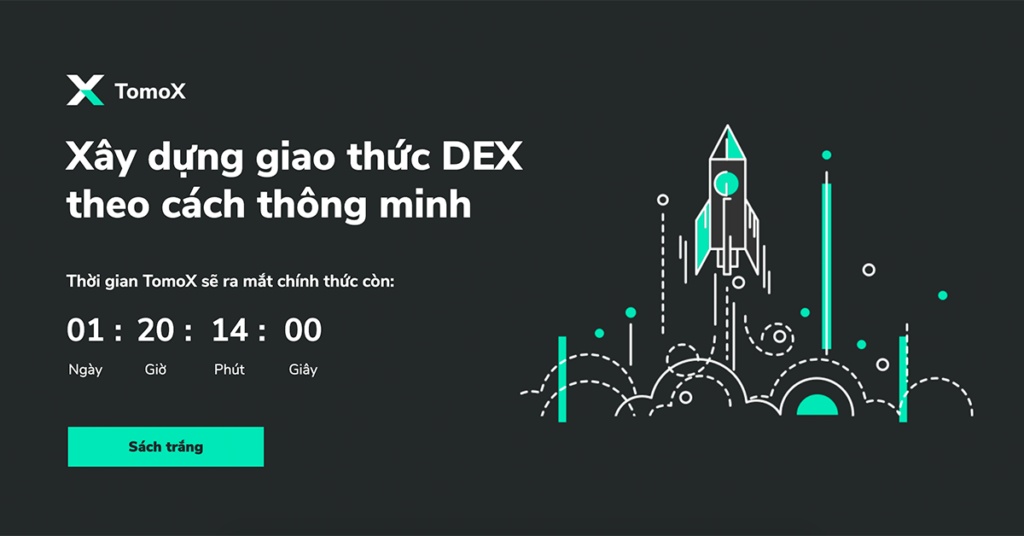 TomoX
Xây dựng giao thức DEX
theo cách thông minh
Thời gian TomoX sẽ ra mắt chính thức còn:
01 : 20 : 14 : 00
Ngày Giờ Phút Giây
Sách trắng